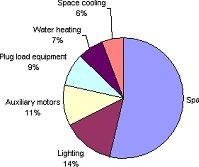 Space cooling
6%
Water heating
7%
Plug load equipment
9%
Auxiliary motors
11%
Lighting
14%
Spa